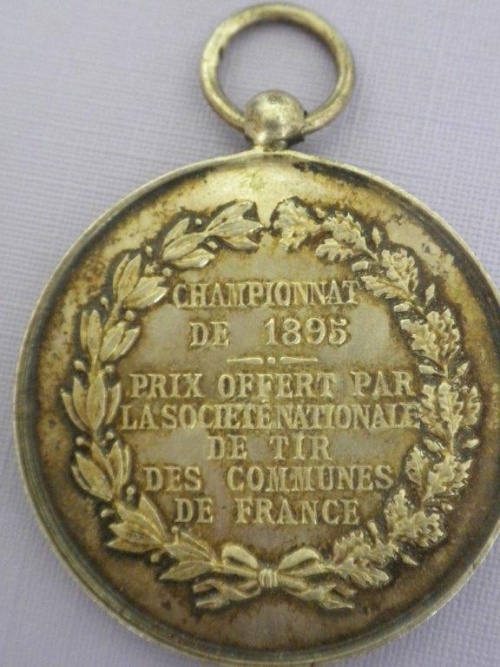 CHAMPIONNAT
DE 1895
PRIX OFFERT PAR
LA SOCIÉTÉ NATIONALE
DE TIR
DES COMMUNES
DE FRANCE